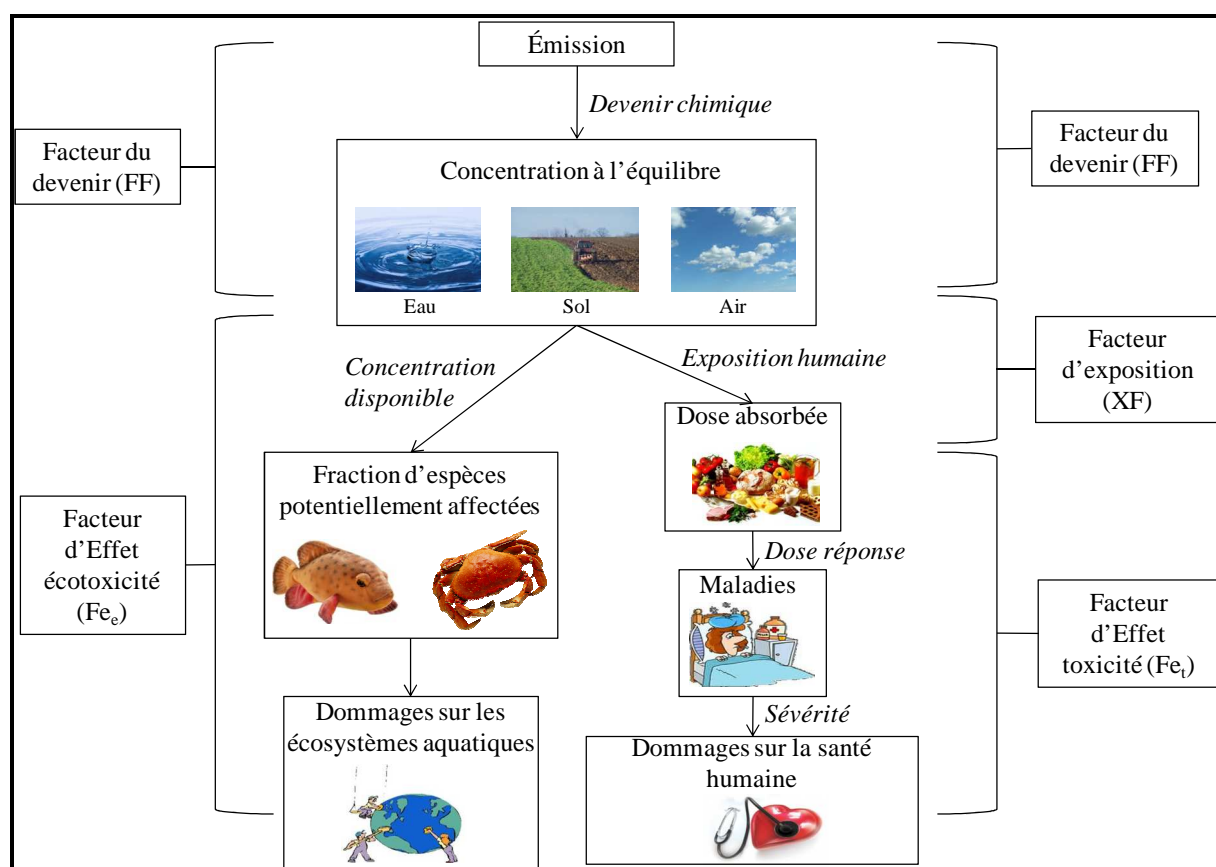 Émission
Devenir chimique
Facteur du
devenir (FF)
Facteur du
devenir (FF)
Concentration à l'équilibre
Eau
Sol
Air
Concentration
disponible
Exposition humaine
Facteur
d'exposition
(XF)
Dose absorbée
Fraction d'espèces
potentiellement affectées
Facteur
d'Effet
écotoxicité
(Feₑ)
Dose réponse
Maladies
Facteur
d'Effet
toxicité (Feₜ)
Sévérité
Dommages sur les
écosystèmes aquatiques
Dommages sur la santé
humaine